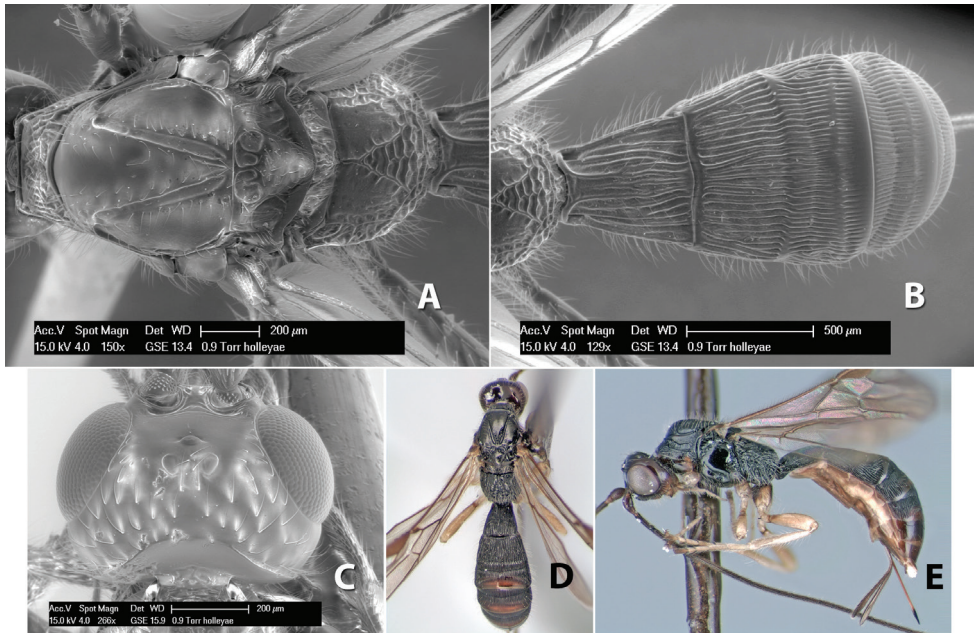 A
Acc.V Spot Magn Det WD 200 µm
15.0 kV 4.0 150x GSE 13.4 0.9 Torr holleyae
B
Acc.V Spot Magn Det WD 500 µm
15.0 kV 4.0 129x GSE 13.4 0.9 Torr holleyae
C
Acc.V Spot Magn Det WD 200 µm
15.0 kV 4.0 266x GSE 15.9 0.9 Torr holleyae
D
E